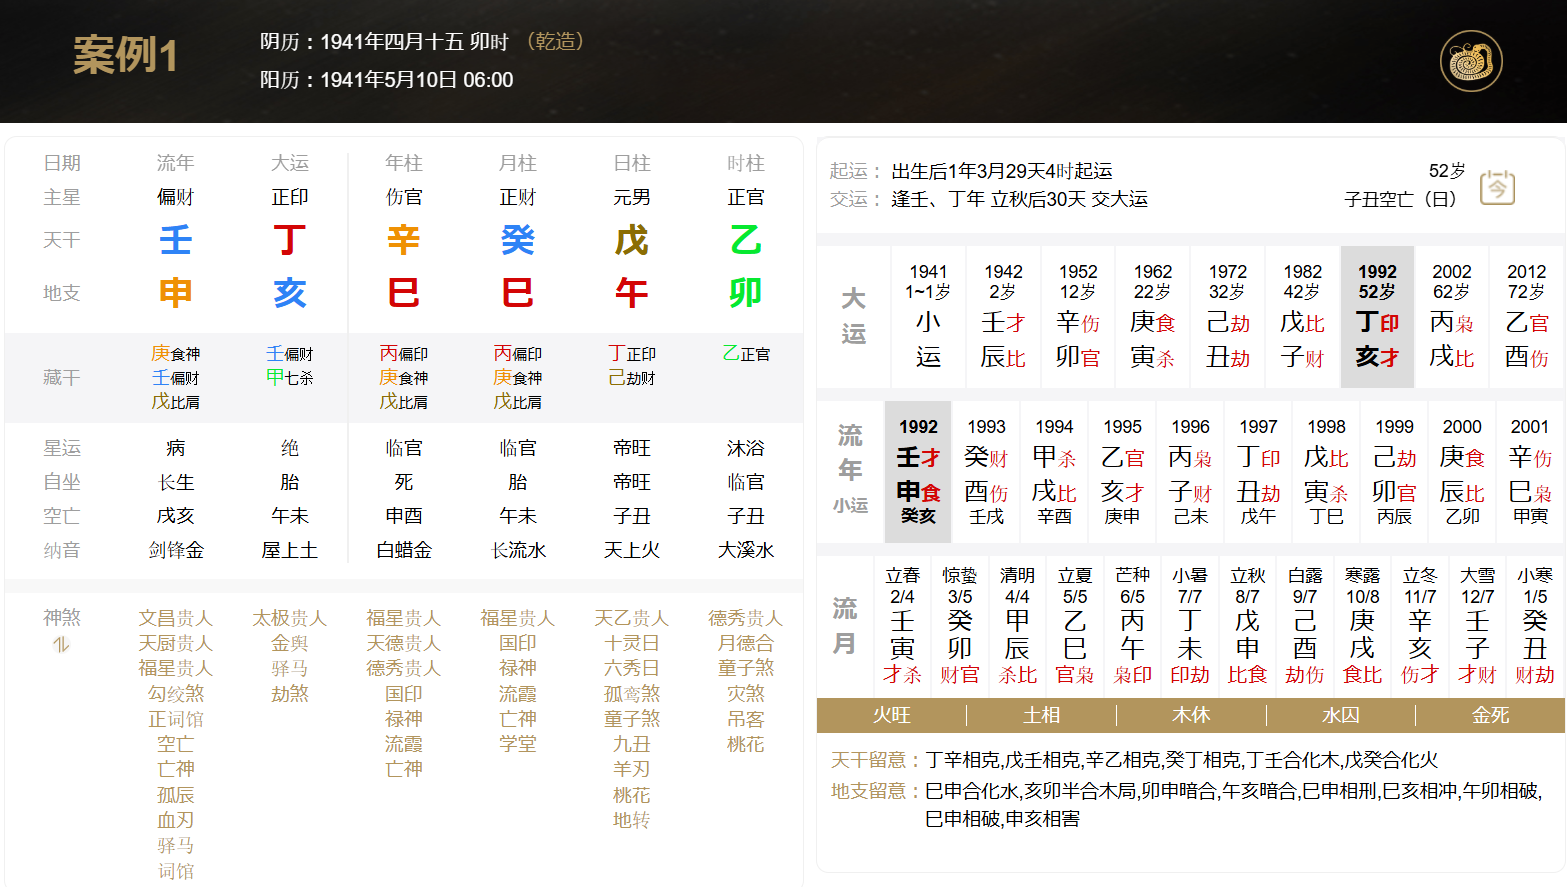 案例1
阴历：1941年四月十五 卯时 （乾造）
阳历：1941年5月10日 06:00
日期 流年 大运 年柱 月柱 日柱 时柱
主星 偏财 正印 伤官 正财 元男 正官
天干 壬 丁 辛 癸 戊 乙
地支 申 亥 巳 巳 午 卯
藏干
庚食神 壬偏财 丙偏印 丙偏印 丁正印 乙正官
壬偏财 甲七杀 庚食神 庚食神 己劫财
戊比肩 戊比肩 戊比肩
星运 病 绝 临官 临官 帝旺 沐浴
自坐 长生 胎 死 胎 帝旺 临官
空亡 戌亥 午未 申酉 午未 子丑 子丑
纳音 剑锋金 屋上土 白蜡金 长流水 天上火 大溪水
神煞 文昌贵人 太极贵人 福星贵人 福星贵人 天乙贵人 德秀贵人
天厨贵人 金舆 天德贵人 国印 十灵日 月德合
福星贵人 驿马 德秀贵人 禄神 六秀日 童子煞
勾绞煞 劫煞 国印 流霞 孤鸾煞 灾煞
正词馆 禄神 亡神 童子煞 吊客
空亡 流霞 学堂 九丑 桃花
亡神 亡神 羊刃
孤辰 桃花
血刃 地转
驿马
词馆
起运： 出生后1年3月29天4时起运 52岁
交运： 逢壬、丁年 立秋后30天 交大运 子丑空亡（日） 今
大运
1941 1942 1952 1962 1972 1982 1992 2002 2012
1~1岁 2岁 12岁 22岁 32岁 42岁 52岁 62岁 72岁
小 壬才 辛伤 庚食 己劫 戊比 丁印 丙枭 乙官
运 辰比 卯官 寅杀 丑劫 子财 亥才 戌比 酉伤
流年
小运
1992 1993 1994 1995 1996 1997 1998 1999 2000 2001
壬才 癸财 甲杀 乙官 丙枭 丁印 戊比 己劫 庚食 辛伤
申食 酉伤 戌比 亥才 子财 丑劫 寅杀 卯官 辰比 巳枭
癸亥 壬戌 辛酉 庚申 己未 戊午 丁巳 丙辰 乙卯 甲寅
流月
立春 惊蛰 清明 立夏 芒种 小暑 立秋 白露 寒露 立冬 大雪 小寒
2/4 3/5 4/4 5/5 6/5 7/7 8/7 9/7 10/8 11/7 12/7 1/5
壬 癸 甲 乙 丙 丁 戊 己 庚 辛 壬 癸
寅 卯 辰 巳 午 未 申 酉 戌 亥 子 丑
才杀 财官 杀比 官枭 枭印 印劫 比食 劫伤 食比 伤才 才财 财劫
火旺 土相 木休 水囚 金死
天干留意：丁辛相克,戊壬相克,辛乙相克,癸丁相克,丁壬合化木,戊癸合化火
地支留意：巳申合化水,亥卯半合木局,卯申暗合,午亥暗合,巳申相刑,巳亥相冲,午卯相破,
巳申相破,申亥相害